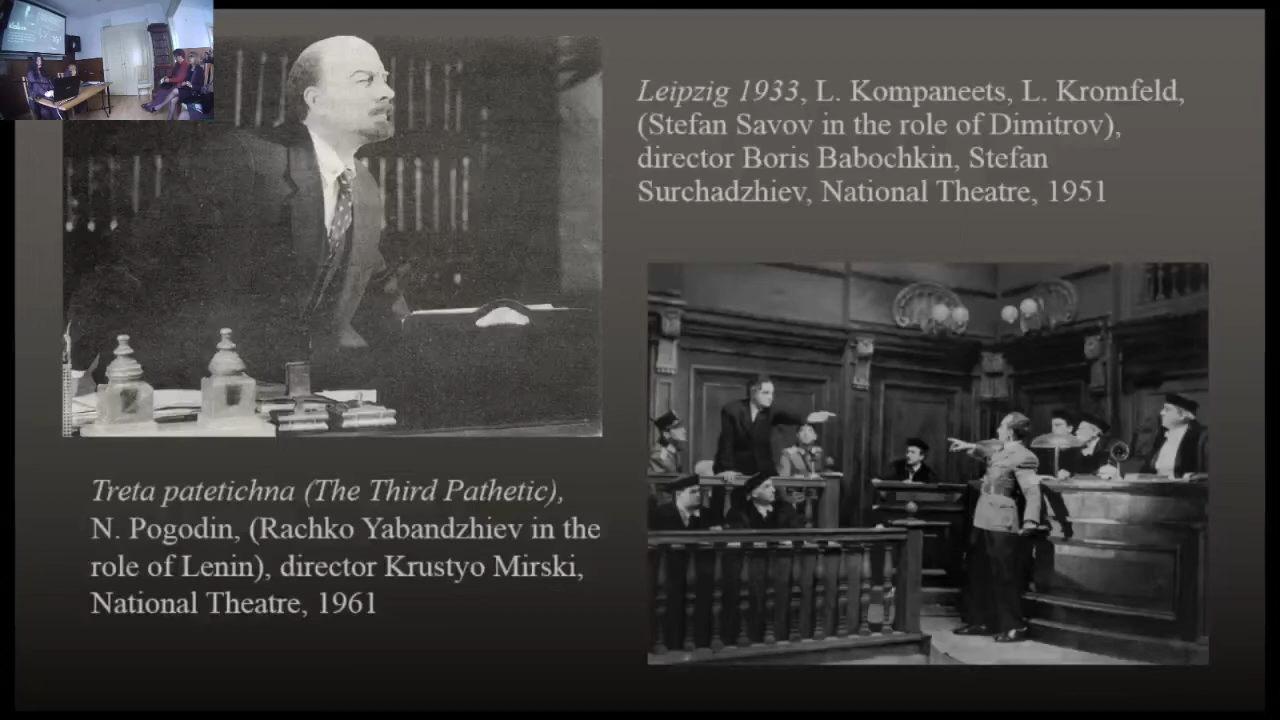 Leipzig 1933, L. Kompaneets, L. Kromfeld,
(Stefan Savov in the role of Dimitrov),
director Boris Babochkin, Stefan
Surchadzhiev, National Theatre, 1951
Treta patetichna (The Third Pathetic),
N. Pogodin, (Rachko Yabandzhiev in the
role of Lenin), director Krustyo Mirski,
National Theatre, 1961